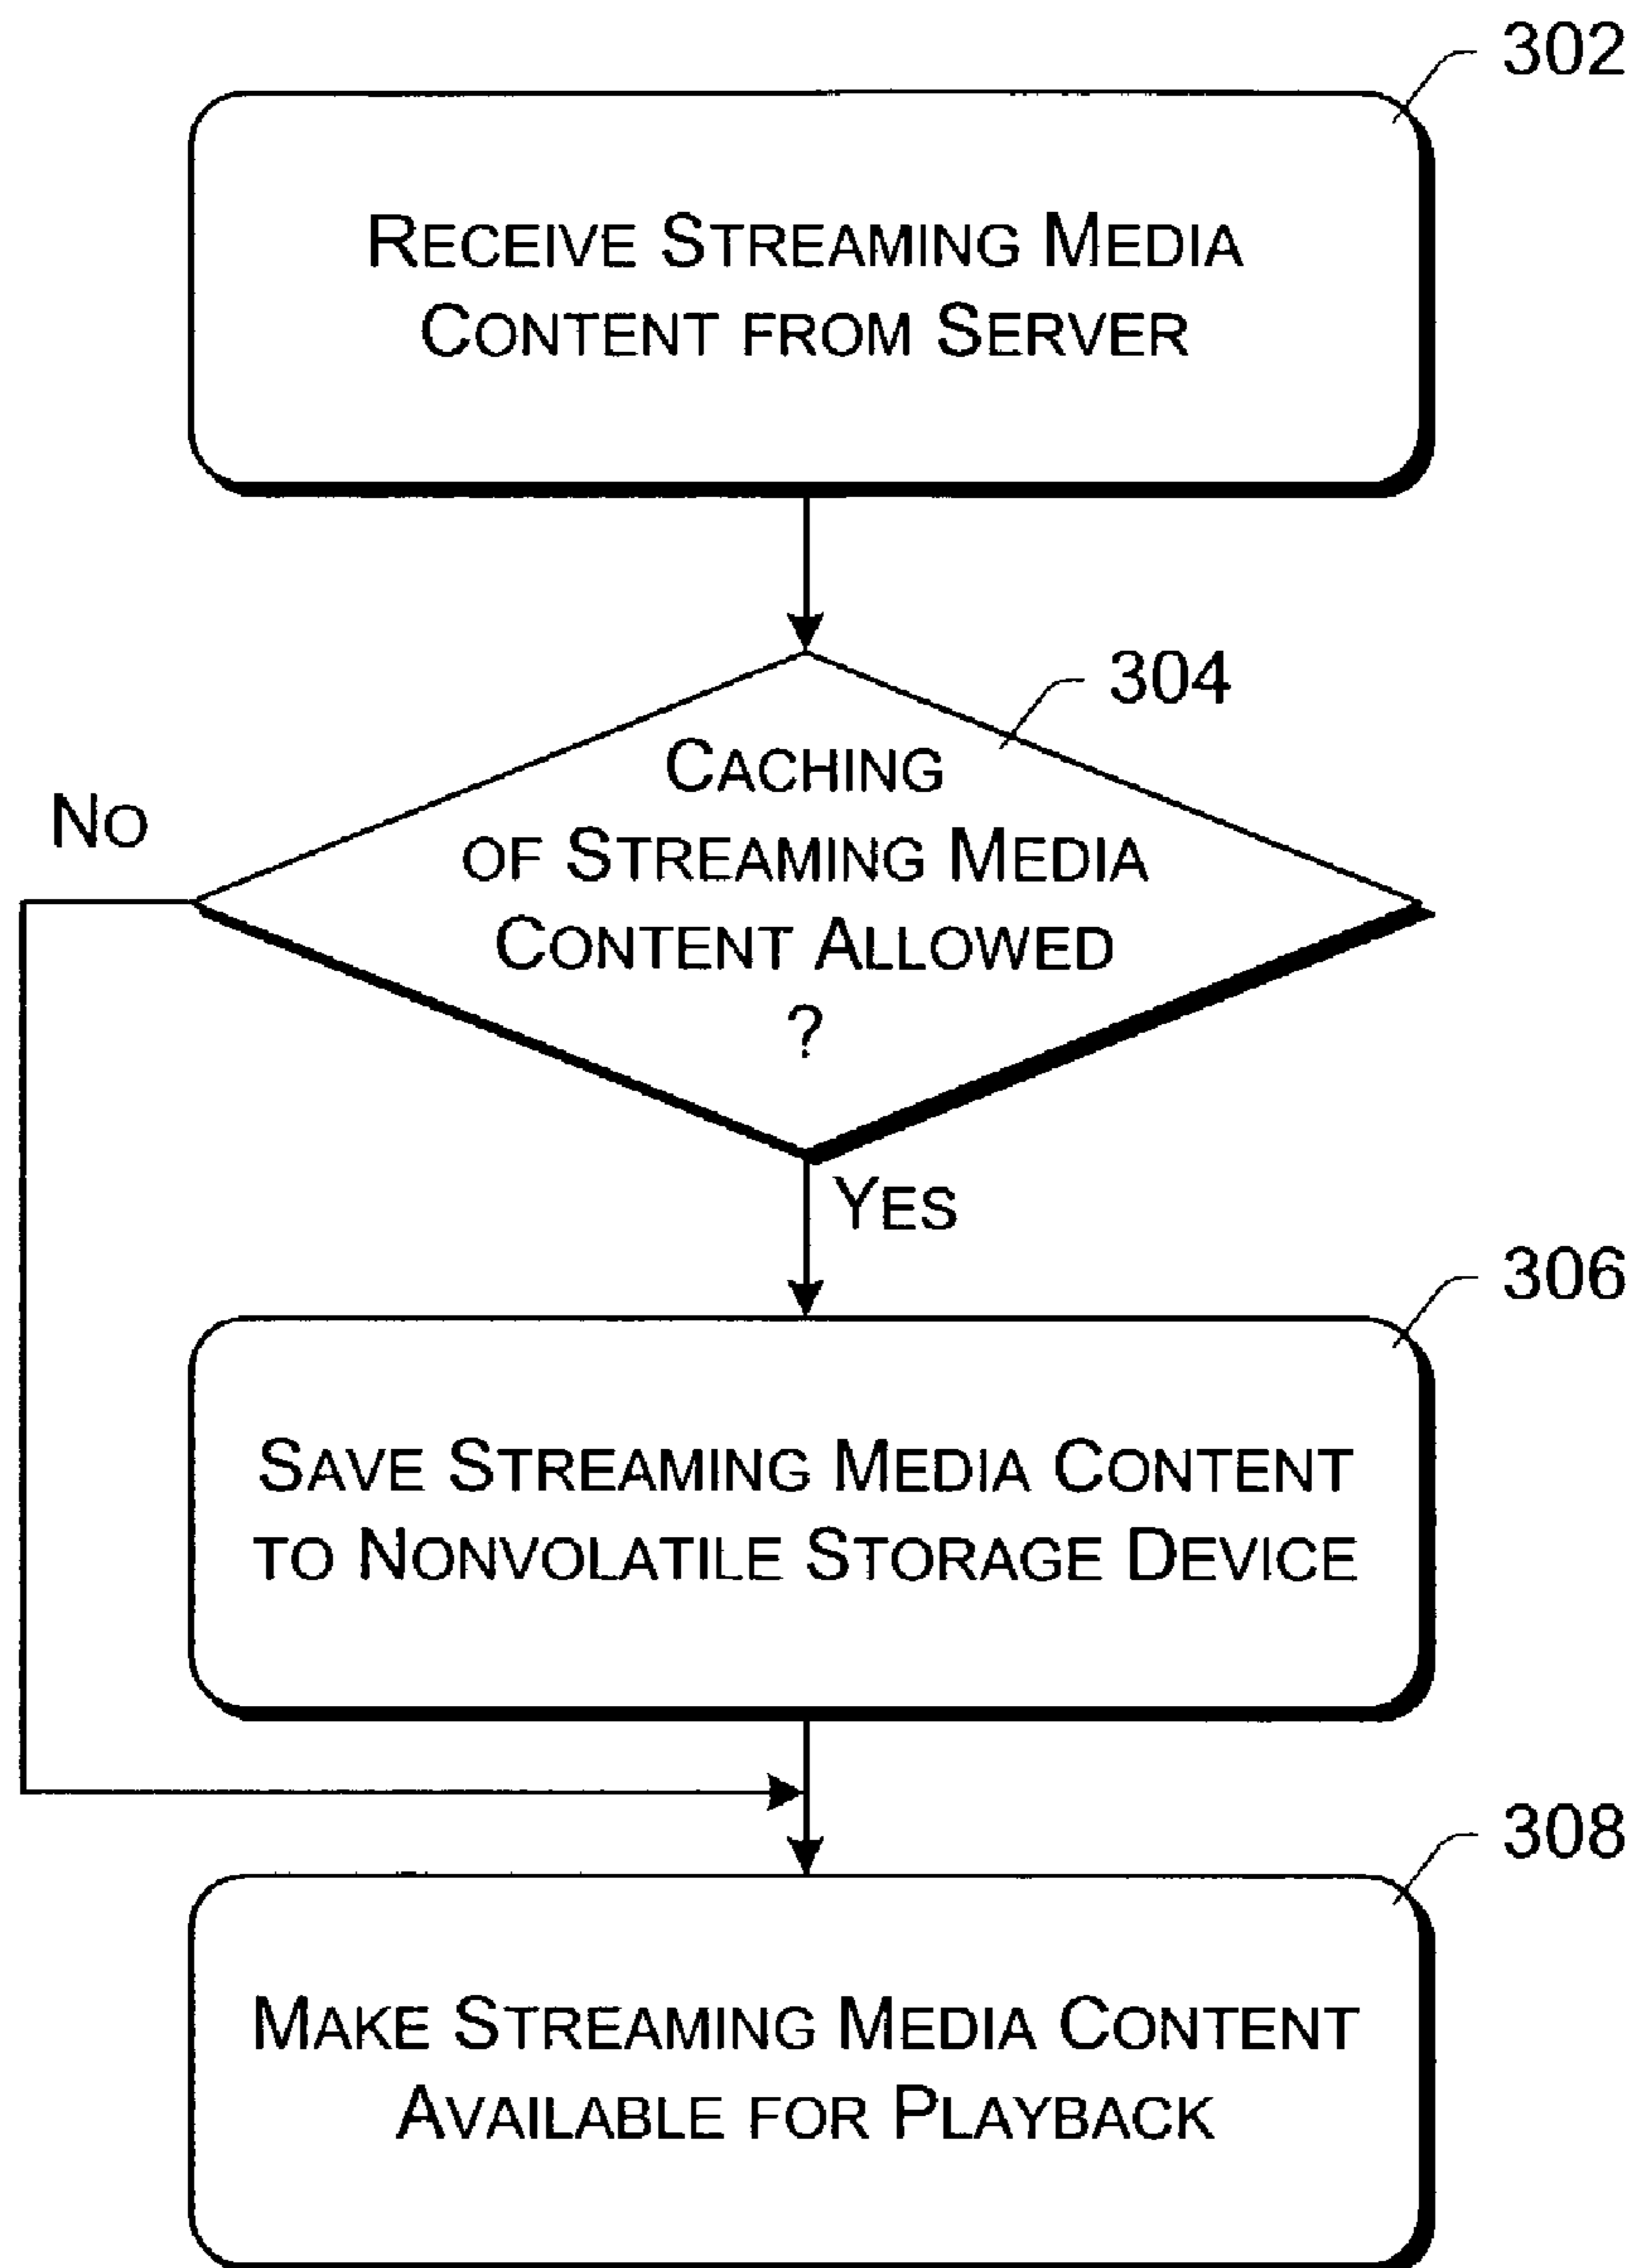 302
RECEIVE STREAMING MEDIA
CONTENT FROM SERVER
304
CACHING
OF STREAMING MEDIA
CONTENT ALLOWED
?
NO
YES
306
SAVE STREAMING MEDIA CONTENT
TO NONVOLATILE STORAGE DEVICE
308
MAKE STREAMING MEDIA CONTENT
AVAILABLE FOR PLAYBACK